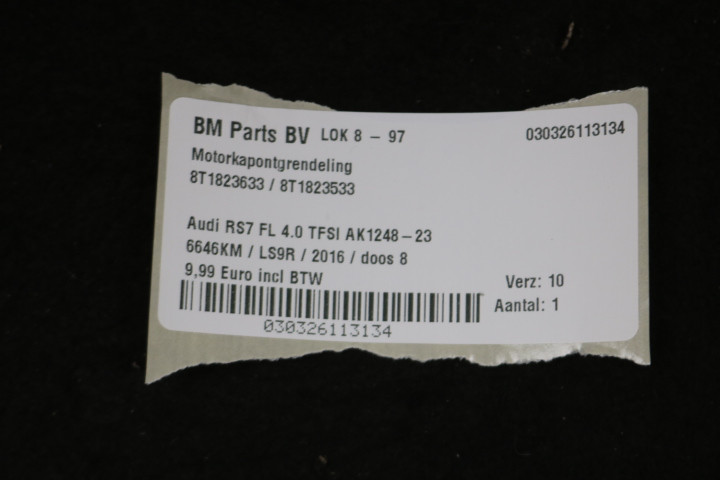 BM Parts BV LOK 8 - 97 030326113134
Motorkapontgrendeling
8T1823633 / 8T1823533
Audi RS7 FL 4.0 TFSI AK1248-23
6646KM / LS9R / 2016 / doos 8
9,99 Euro incl BTW
Verz: 10
Aantal: 1
030326113134